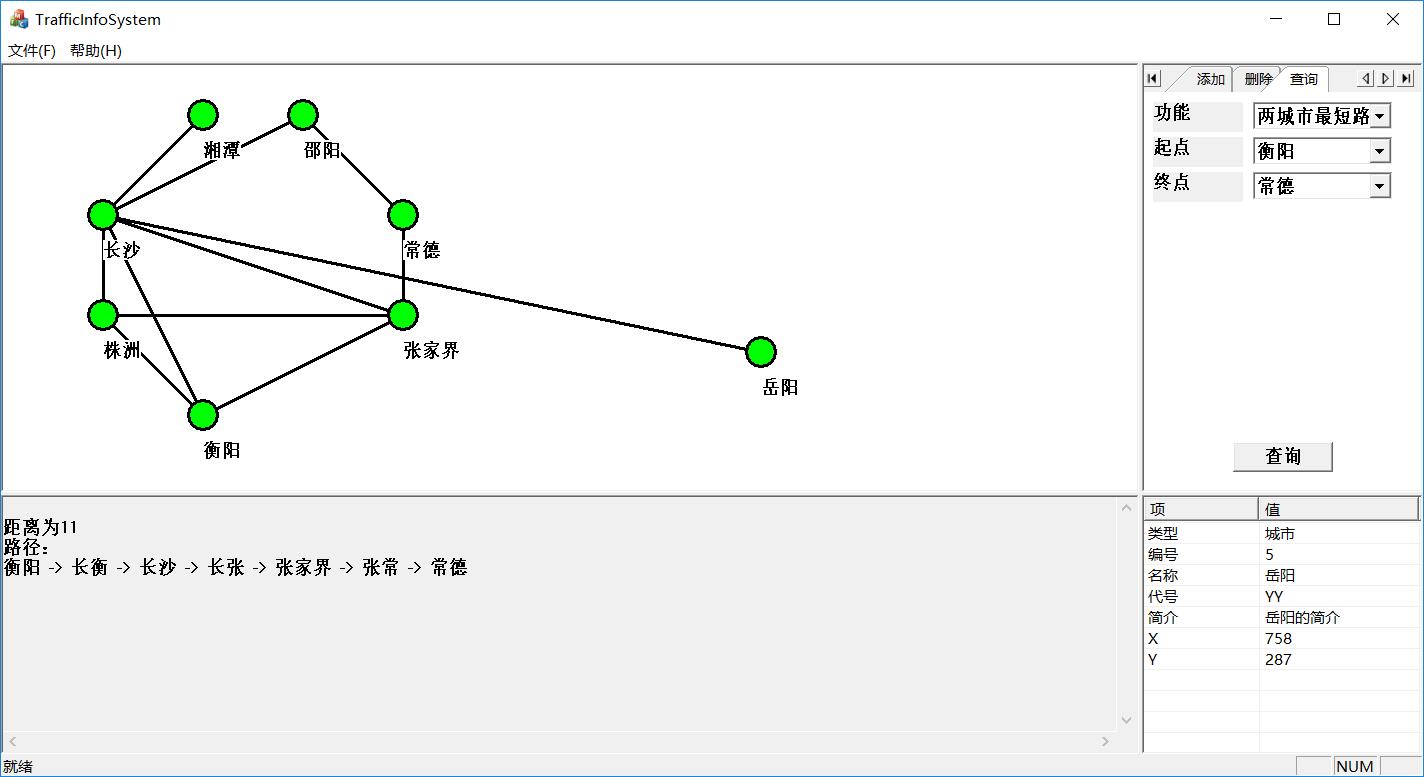 TrafficInfoSystem
文件(F) 帮助(H)
湘潭
邵阳
长沙
常德
株洲
张家界
岳阳
衡阳
添加 删除 查询
功能 两城市最短路
起点 衡阳
终点 常德
查询
距离为11
路径:
衡阳 -> 长衡 -> 长沙 -> 长张 -> 张家界 -> 张常 -> 常德
项 值
类型 城市
编号 5
名称 岳阳
代号 YY
简介 岳阳的简介
X 758
Y 287
就绪
NUM